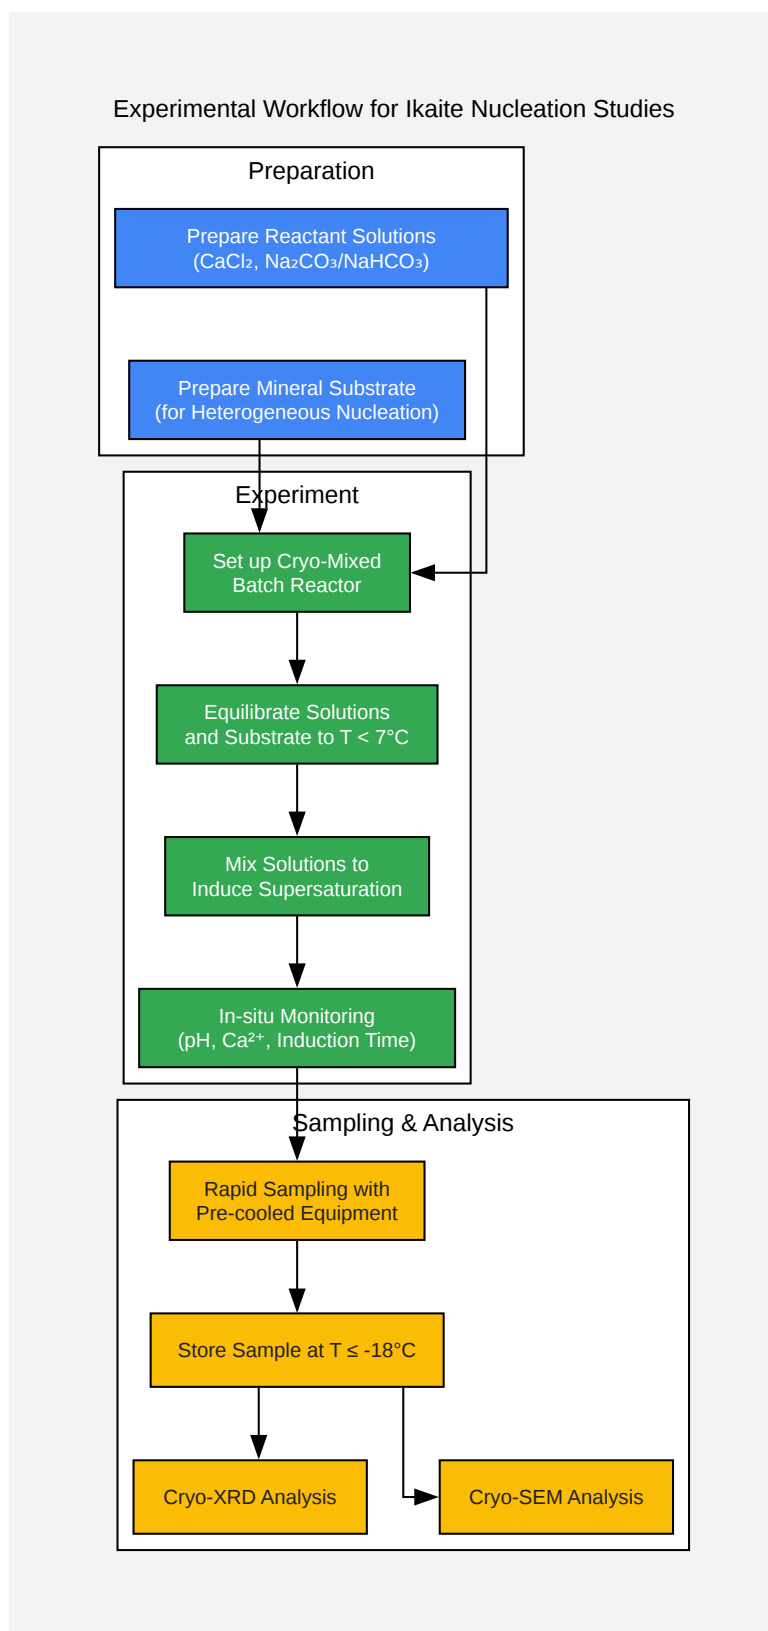 Experimental Workflow for Ikaite Nucleation Studies
Preparation
Prepare Reactant Solutions
(CaCl₂, Na₂CO₃/NaHCO₃)
Prepare Mineral Substrate
(for Heterogeneous Nucleation)
Experiment
Set up Cryo-Mixed
Batch Reactor
Equilibrate Solutions
and Substrate to T < 7°C
Mix Solutions to
Induce Supersaturation
In-situ Monitoring
(pH, Ca²⁺, Induction Time)
Sampling & Analysis
Rapid Sampling with
Pre-cooled Equipment
Store Sample at T ≤ -18°C
Cryo-XRD Analysis
Cryo-SEM Analysis